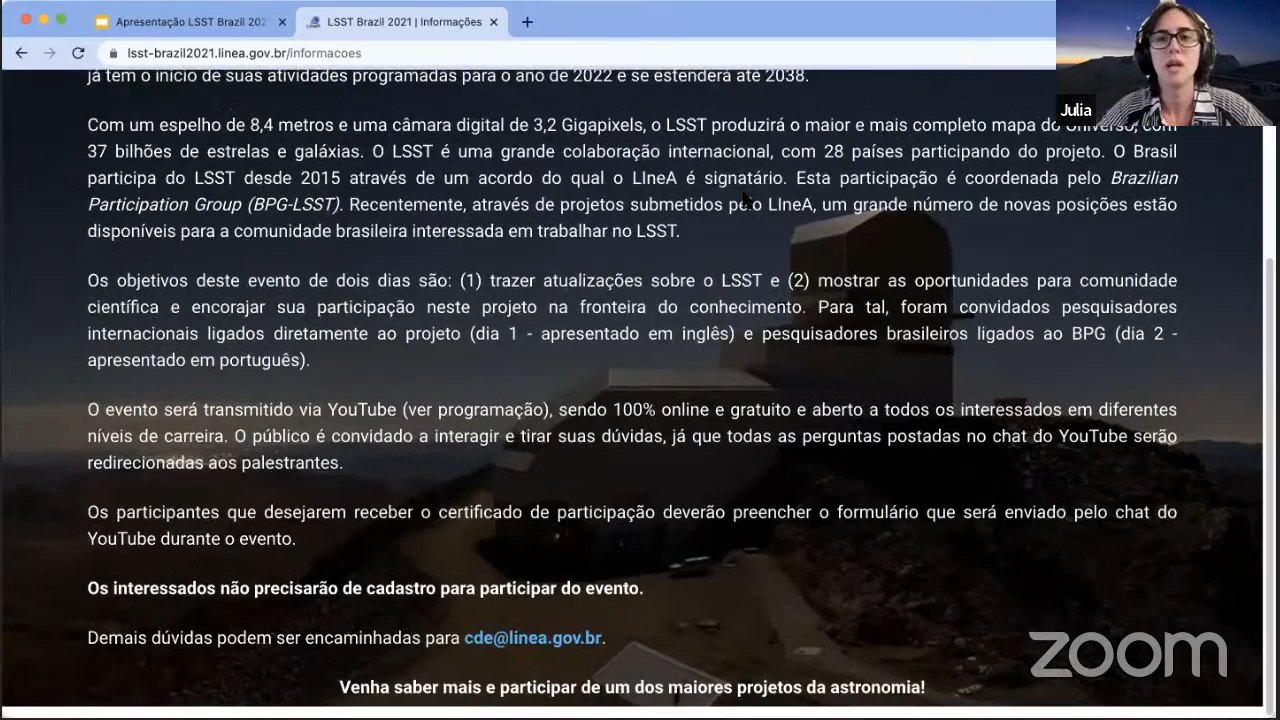 Apresentação LSST Brazil 202
LSST Brazil 2021 | Informações
lsst-brazil2021.linea.gov.br/informacoes
Julia
já tem o início de suas atividades programadas para o ano de 2022 e se estenderá até 2038.
Com um espelho de 8,4 metros e uma câmara digital de 3,2 Gigapixels, o LSST produzirá o maior e mais completo mapa do Universo, com
37 bilhões de estrelas e galáxias. O LSST é uma grande colaboração internacional, com 28 países participando do projeto. O Brasil
participa do LSST desde 2015 através de um acordo do qual o LIneA é signatário. Esta participação é coordenada pelo Brazilian
Participation Group (BPG-LSST). Recentemente, através de projetos submetidos pelo LIneA, um grande número de novas posições estão
disponíveis para a comunidade brasileira interessada em trabalhar no LSST.
Os objetivos deste evento de dois dias são: (1) trazer atualizações sobre o LSST e (2) mostrar as oportunidades para comunidade
científica e encorajar sua participação neste projeto na fronteira do conhecimento. Para tal, foram convidados pesquisadores
internacionais ligados diretamente ao projeto (dia 1 - apresentado em inglês) e pesquisadores brasileiros ligados ao BPG (dia 2 -
apresentado em português).
O evento será transmitido via YouTube (ver programação), sendo 100% online e gratuito e aberto a todos os interessados em diferentes
níveis de carreira. O público é convidado a interagir e tirar suas dúvidas, já que todas as perguntas postadas no chat do YouTube serão
redirecionadas aos palestrantes.
Os participantes que desejarem receber o certificado de participação deverão preencher o formulário que será enviado pelo chat do
YouTube durante o evento.
Os interessados não precisarão de cadastro para participar do evento.
Demais dúvidas podem ser encaminhadas para cde@linea.gov.br.
zoom
Venha saber mais e participar de um dos maiores projetos da astronomia!